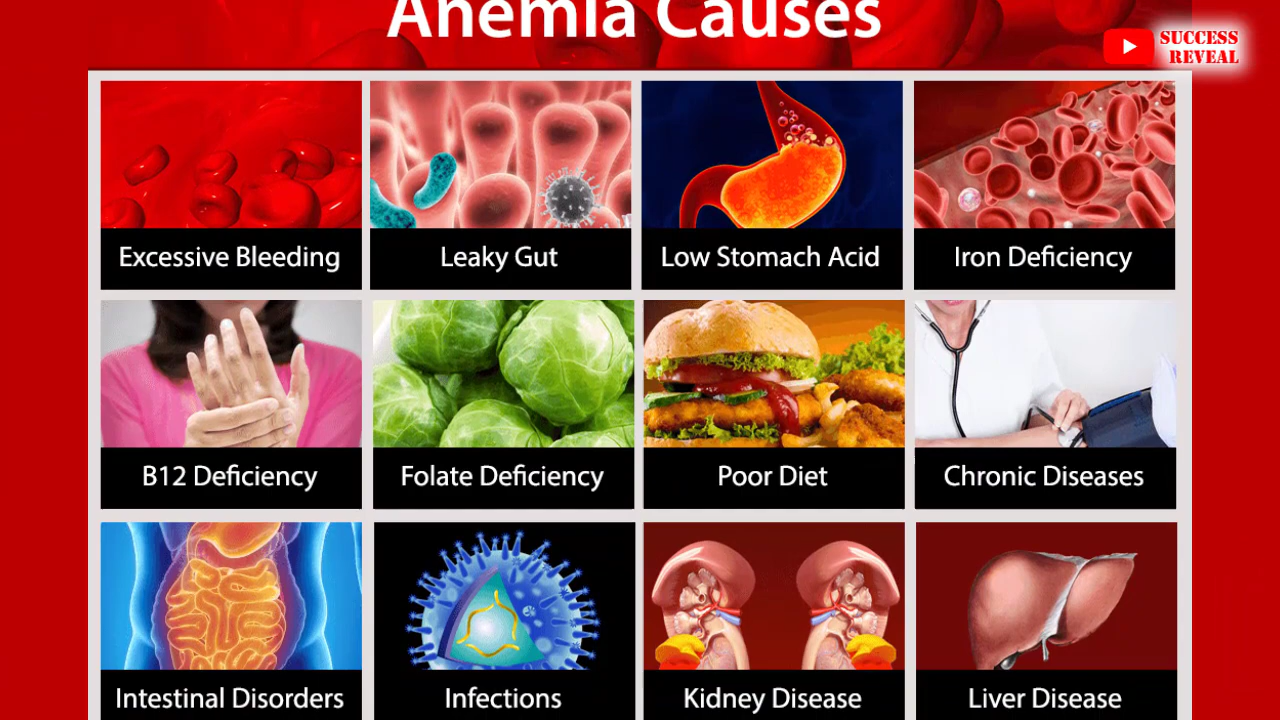 Anemia Causes
SUCCESS
REVEAL
Excessive Bleeding
Leaky Gut
Low Stomach Acid
Iron Deficiency
B12 Deficiency
Folate Deficiency
Poor Diet
Chronic Diseases
Intestinal Disorders
Infections
Kidney Disease
Liver Disease